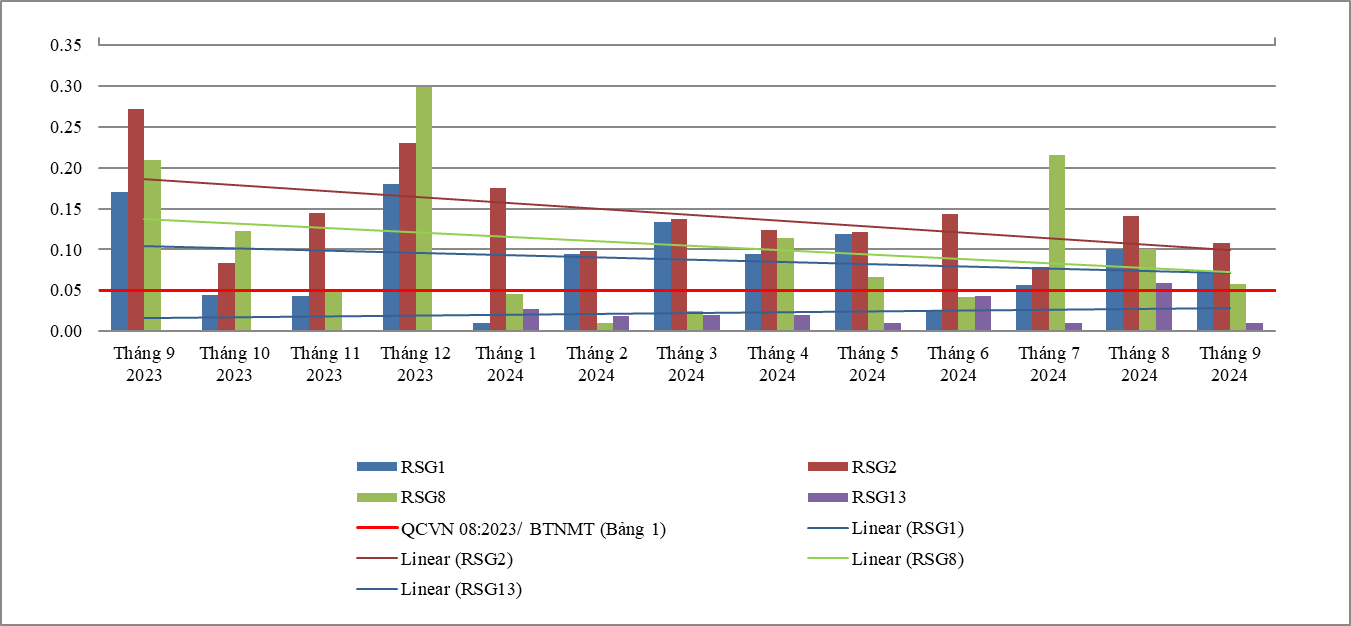 0.35
0.30
0.25
0.20
0.15
0.10
0.05
0.00
Tháng 9 Tháng 10 Tháng 11 Tháng 12 Tháng 1 Tháng 2 Tháng 3 Tháng 4 Tháng 5 Tháng 6 Tháng 7 Tháng 8 Tháng 9
2023 2023 2023 2023 2024 2024 2024 2024 2024 2024 2024 2024 2024
RSG1 RSG2
RSG8 RSG13
QCVN 08:2023/ BTNMT (Bảng 1) Linear (RSG1)
Linear (RSG2) Linear (RSG8)
Linear (RSG13)